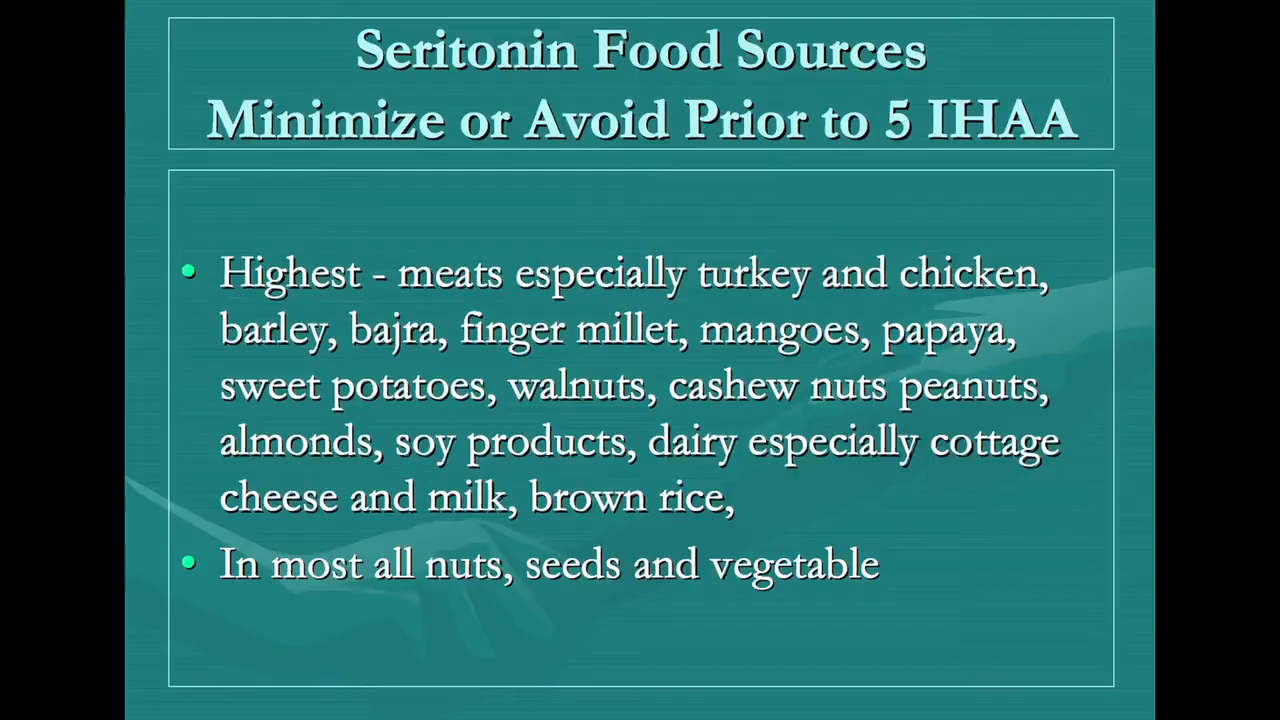 Seritonin Food Sources
Minimize or Avoid Prior to 5 IHAA
• Highest - meats especially turkey and chicken,
barley, bajra, finger millet, mangoes, papaya,
sweet potatoes, walnuts, cashew nuts peanuts,
almonds, soy products, dairy especially cottage
cheese and milk, brown rice,
• In most all nuts, seeds and vegetable